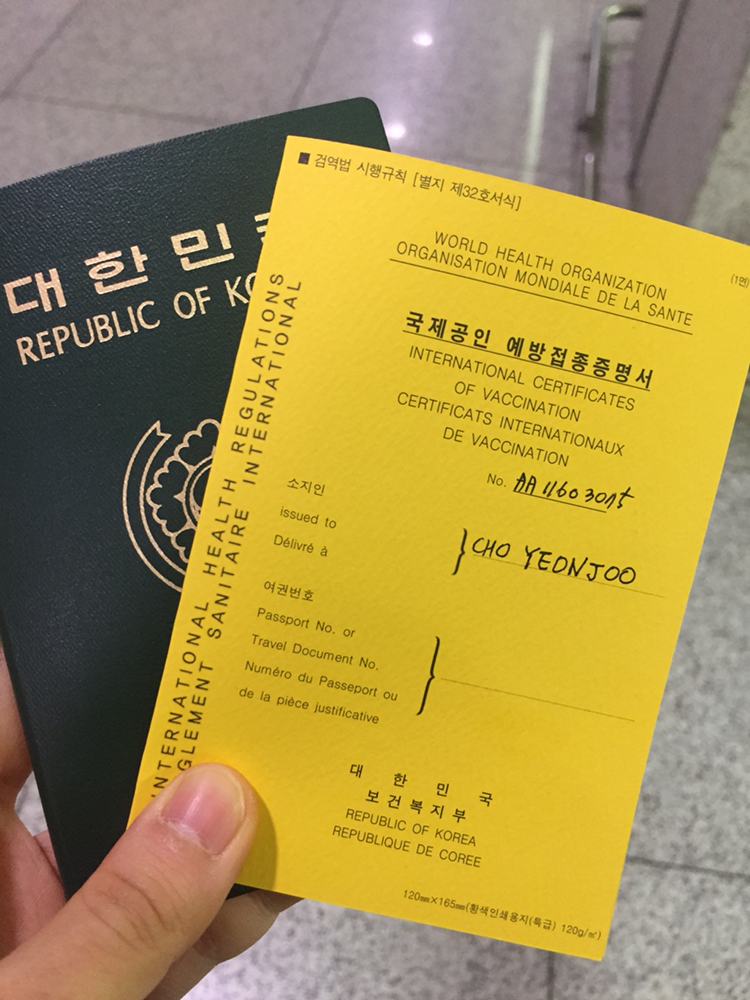 대한민
REPUBLIC OF KO
■ 검역법 시행규칙 [별지 제32호서식]
(1면)
WORLD HEALTH ORGANIZATION
ORGANISATION MONDIALE DE LA SANTE
국제공인 예방접종증명서
INTERNATIONAL CERTIFICATES
OF VACCINATION
CERTIFICATS INTERNATIONAUX
DE VACCINATION
No. AA 1160 3015
소지인
issued to
Délivré à
CHO YEONJOO
여권번호
Passport No. or
Travel Document No.
Numéro du Passeport ou
de la pièce justificative
대 한 민 국
보건복지부
REPUBLIC OF KOREA
REPUBLIQUE DE COREE
120㎜×165㎜(황색인쇄용지(특급) 120g/㎡)
INTERNATIONAL HEALTH REGULATIONS
GLEMENT SANITAIRE INTERNATIONAL